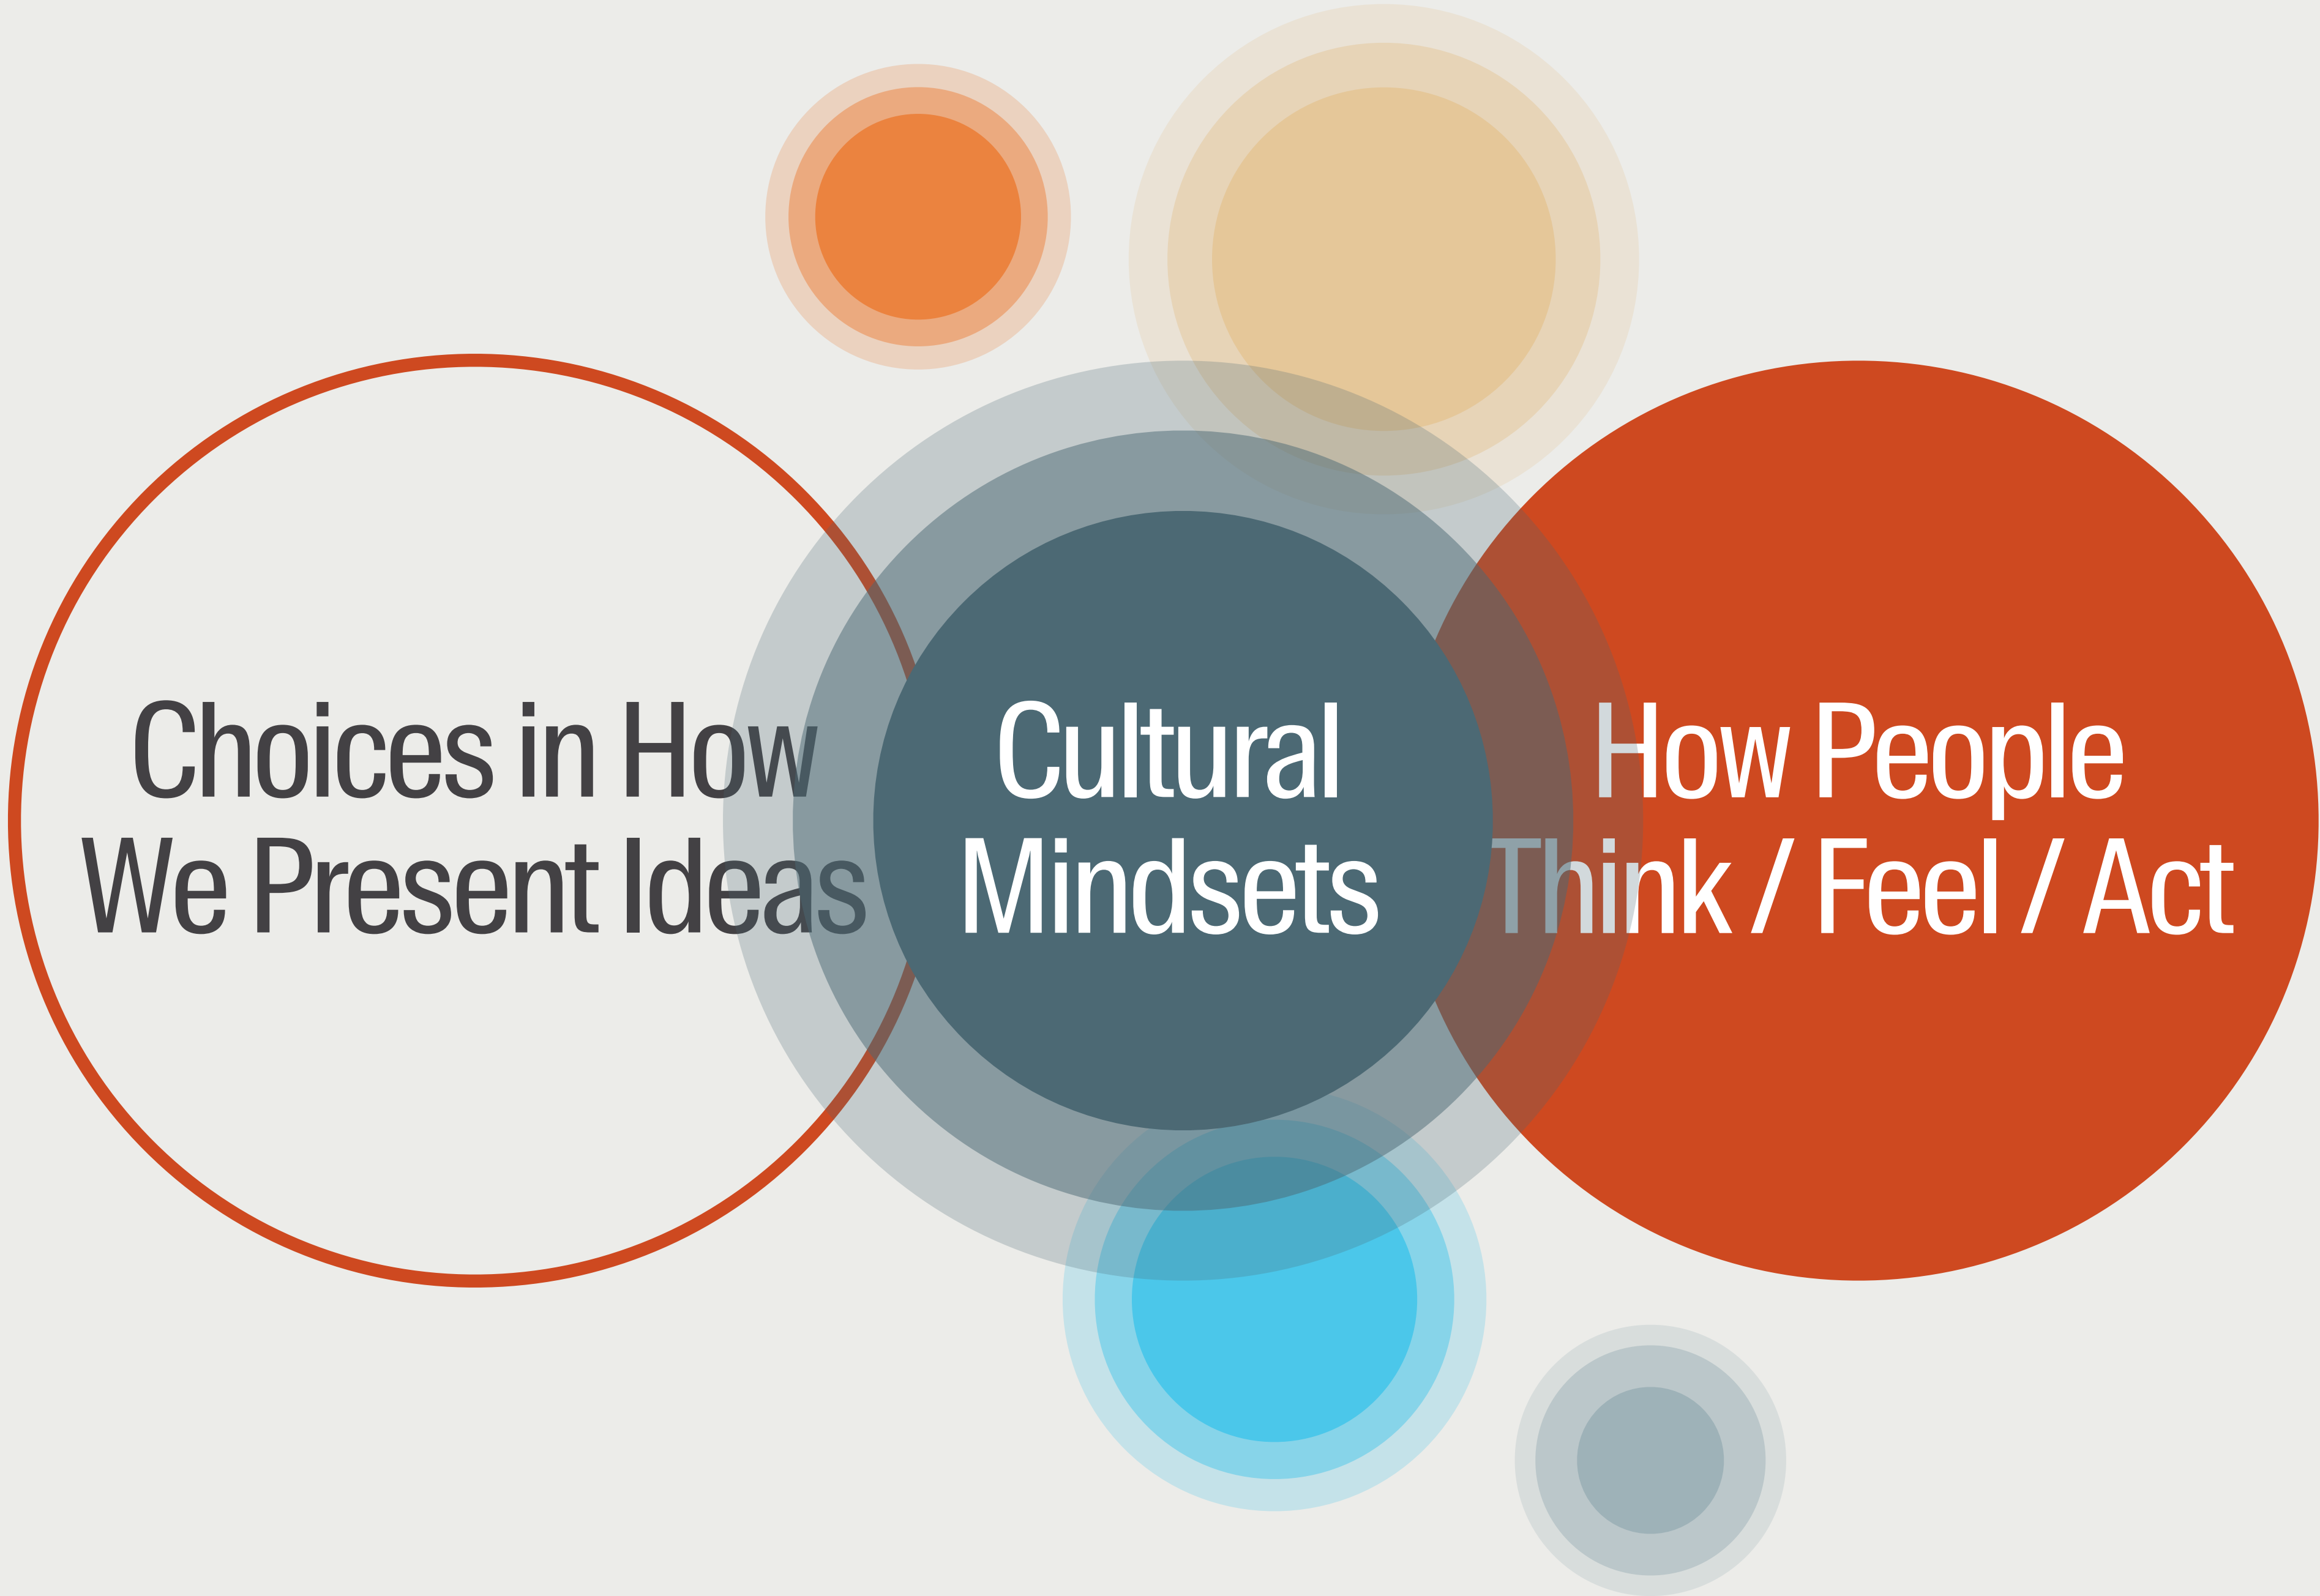 Choices in How
We Present Ideas
Cultural
Mindsets
How People
Think / Feel / Act